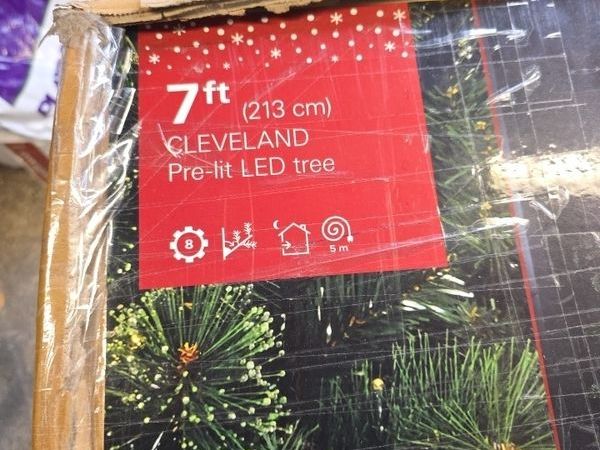 7ft (213 cm)
CLEVELAND
Pre-lit LED tree
8
5 m